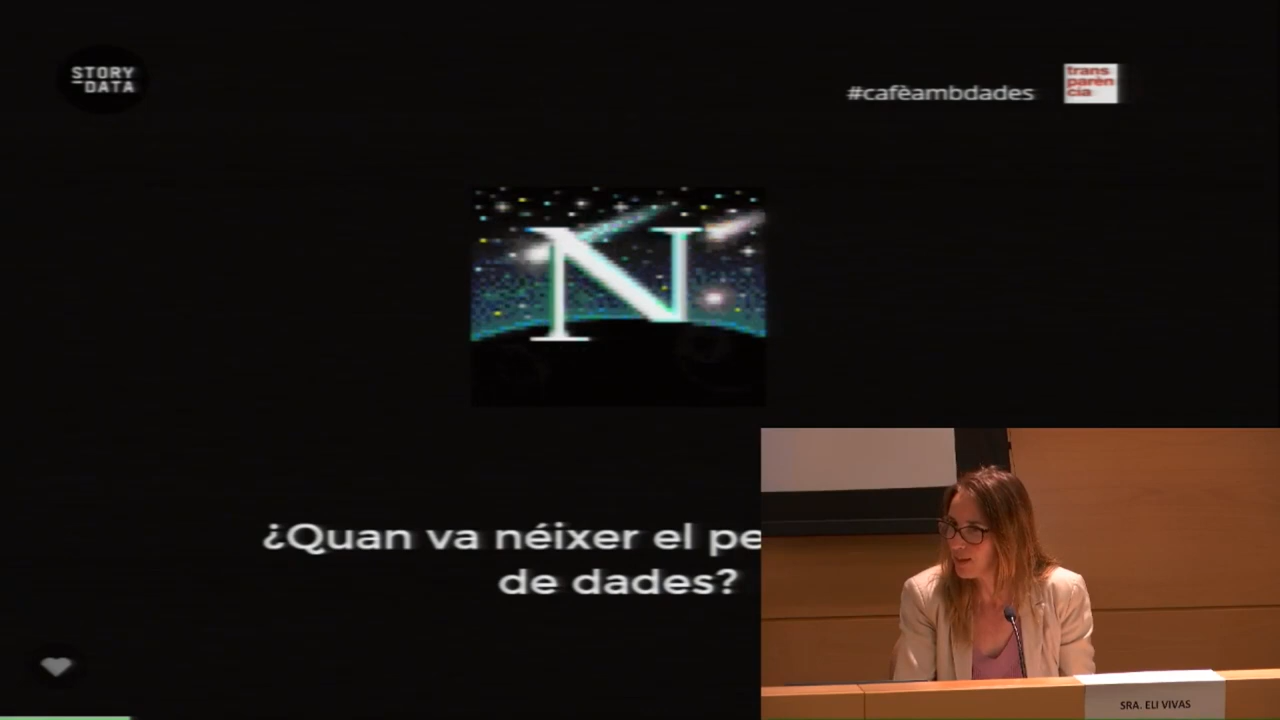 STORY
DATA
#cafèambdades
trans
parèn
cia
N
¿Quan va néixer el pe
de dades?
SRA. ELI VIVAS